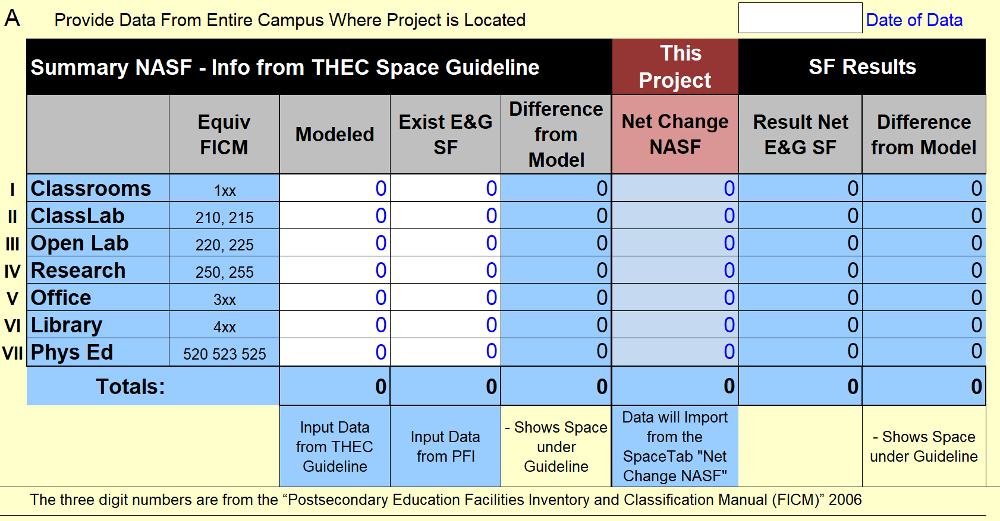 A Provide Data From Entire Campus Where Project is Located Date of Data
Summary NASF - Info from THEC Space Guideline This Project SF Results
Equiv FICM Modeled Exist E&G SF Difference from Model Net Change NASF Result Net E&G SF Difference from Model
I Classrooms 1xx 0 0 0 0 0 0
II ClassLab 210, 215 0 0 0 0 0 0
III Open Lab 220, 225 0 0 0 0 0 0
IV Research 250, 255 0 0 0 0 0 0
V Office 3xx 0 0 0 0 0 0
VI Library 4xx 0 0 0 0 0 0
VII Phys Ed 520 523 525 0 0 0 0 0 0
Totals: 0 0 0 0 0 0
Input Data from THEC Guideline
Input Data from PFI
- Shows Space under Guideline
Data will Import from the SpaceTab "Net Change NASF"
- Shows Space under Guideline
The three digit numbers are from the “Postsecondary Education Facilities Inventory and Classification Manual (FICM)” 2006